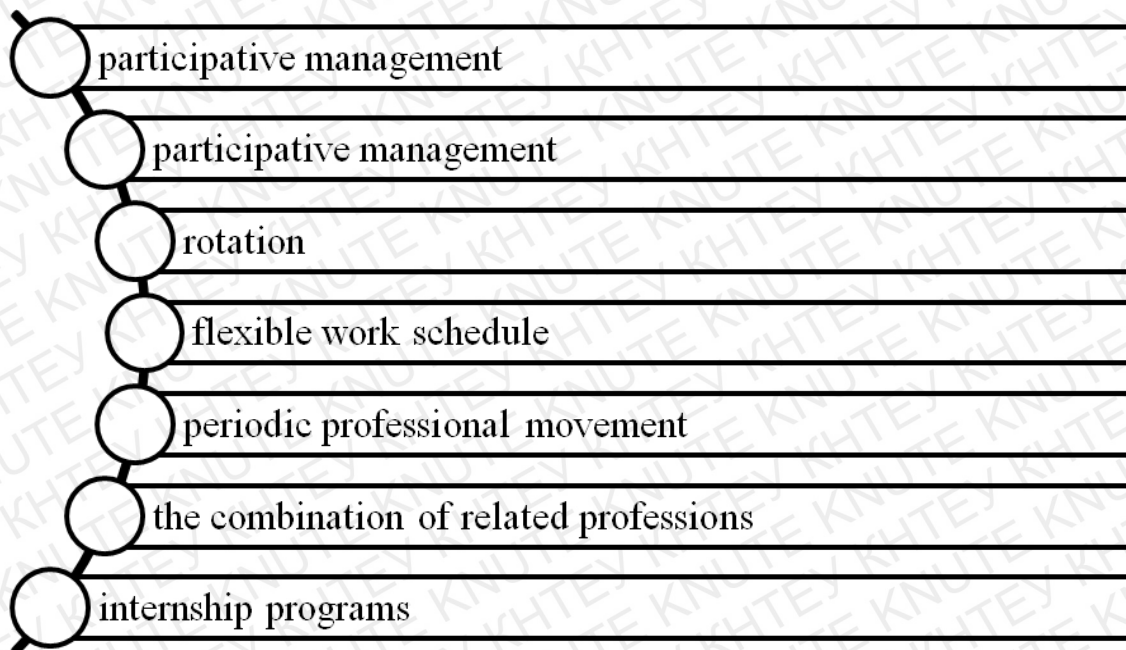 participative management
participative management
rotation
flexible work schedule
periodic professional movement
the combination of related professions
internship programs